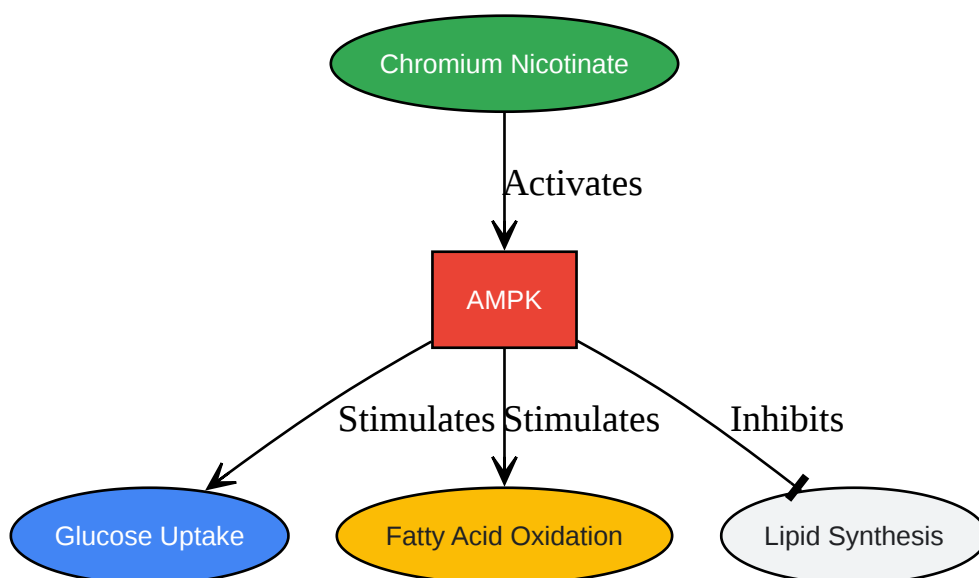 Chromium Nicotinate
Activates
AMPK
Stimulates
Stimulates
Inhibits
Glucose Uptake
Fatty Acid Oxidation
Lipid Synthesis